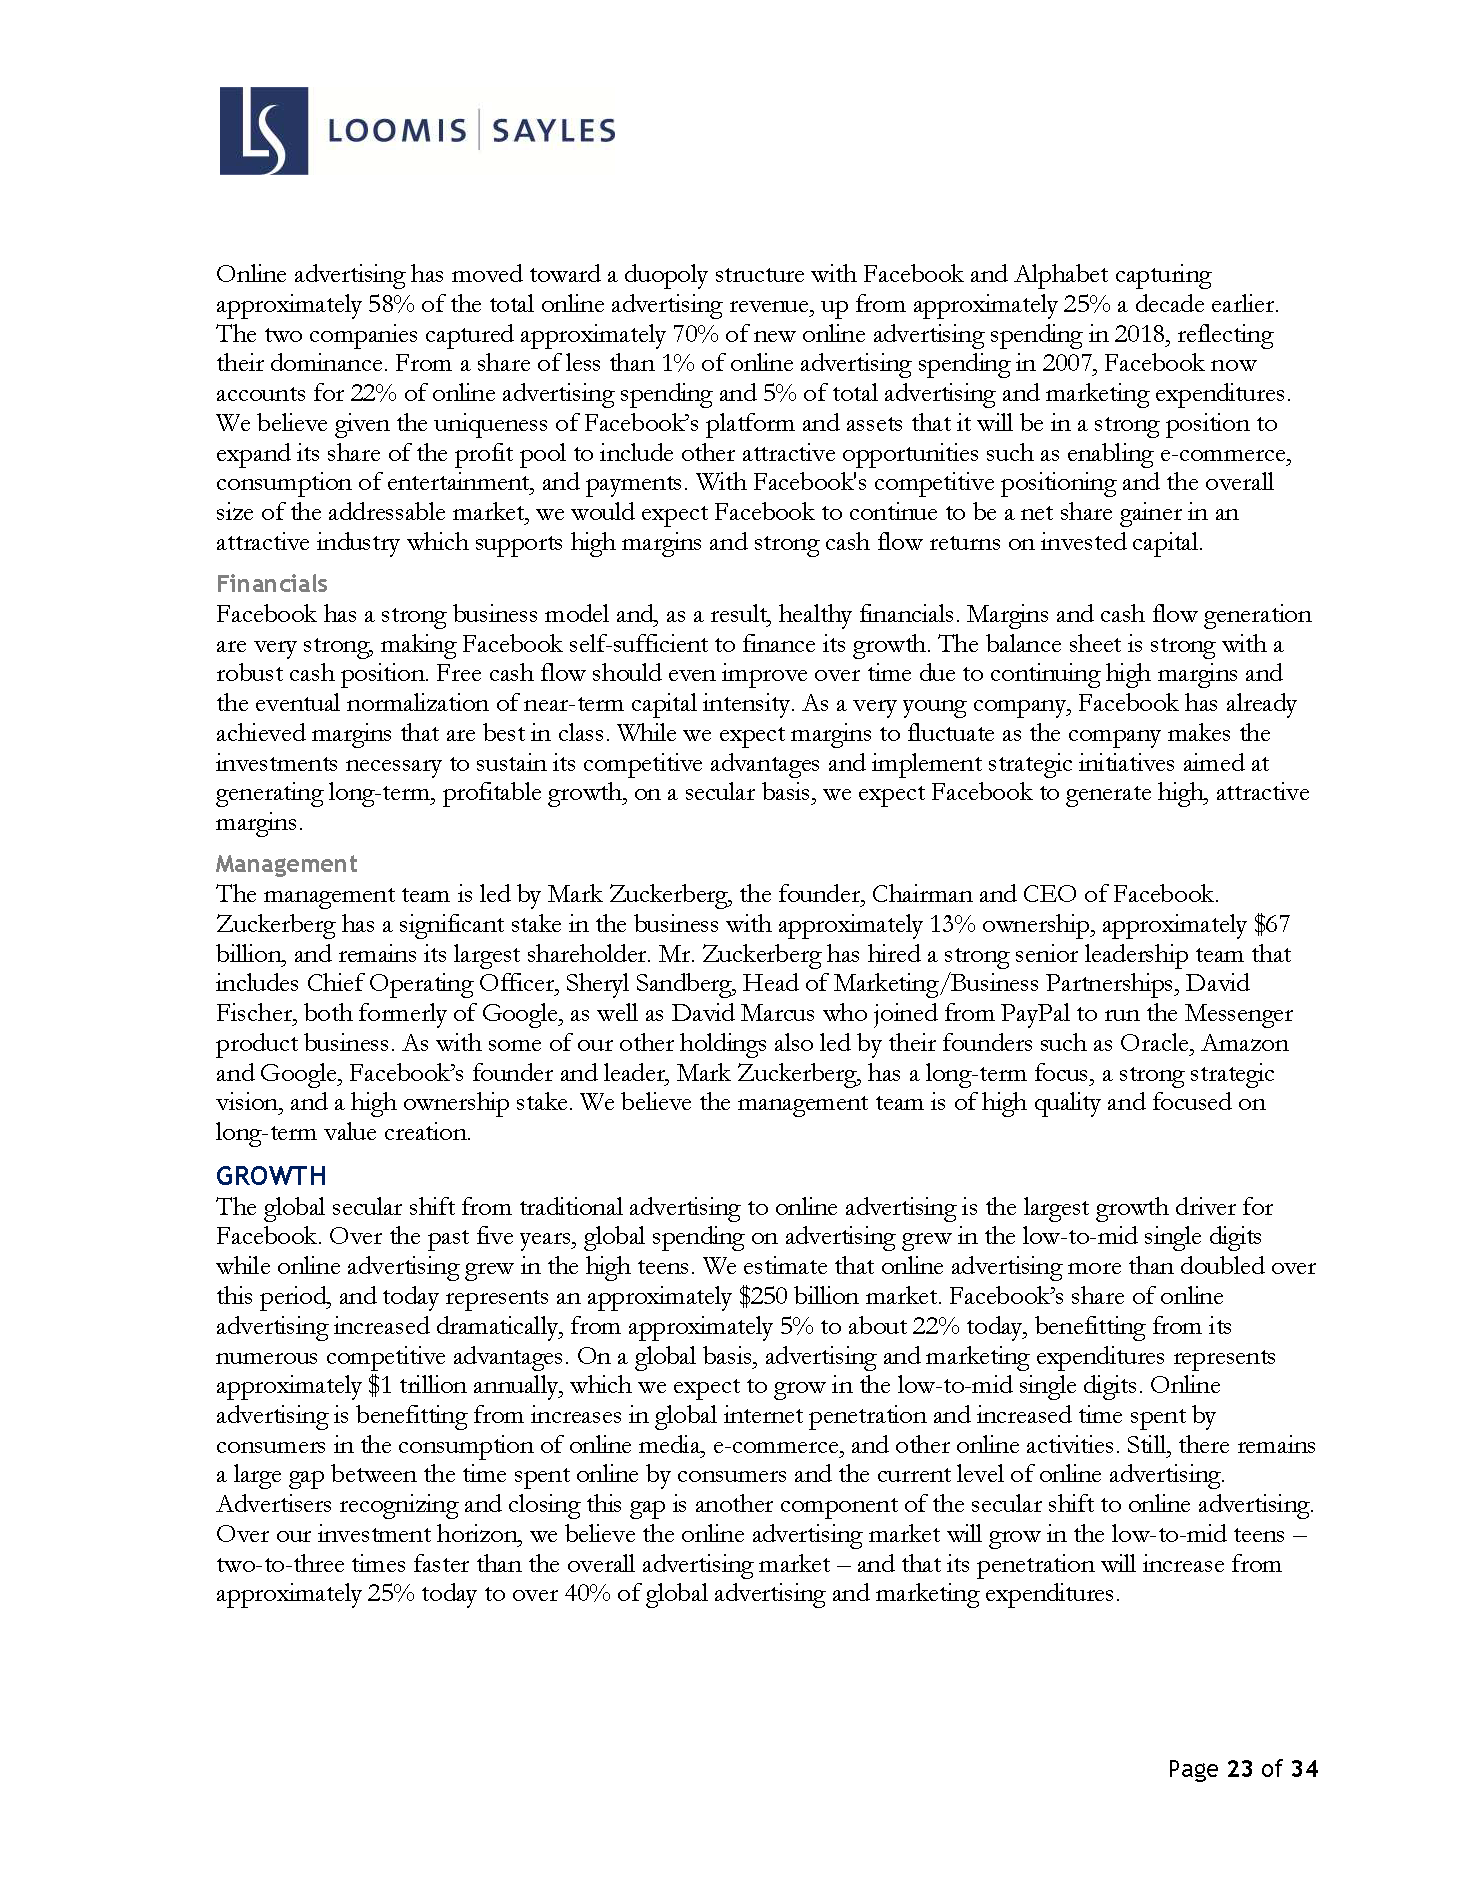 LS LOOMIS | SAYLES
Online advertising has moved toward a duopoly structure with Facebook and Alphabet capturing
approximately 58% of the total online advertising revenue, up from approximately 25% a decade earlier.
The two companies captured approximately 70% of new online advertising spending in 2018, reflecting
their dominance. From a share of less than 1% of online advertising spending in 2007, Facebook now
accounts for 22% of online advertising spending and 5% of total advertising and marketing expenditures.
We believe given the uniqueness of Facebook’s platform and assets that it will be in a strong position to
expand its share of the profit pool to include other attractive opportunities such as enabling e-commerce,
consumption of entertainment, and payments. With Facebook's competitive positioning and the overall
size of the addressable market, we would expect Facebook to continue to be a net share gainer in an
attractive industry which supports high margins and strong cash flow returns on invested capital.
Financials
Facebook has a strong business model and, as a result, healthy financials. Margins and cash flow generation
are very strong, making Facebook self-sufficient to finance its growth. The balance sheet is strong with a
robust cash position. Free cash flow should even improve over time due to continuing high margins and
the eventual normalization of near-term capital intensity. As a very young company, Facebook has already
achieved margins that are best in class. While we expect margins to fluctuate as the company makes the
investments necessary to sustain its competitive advantages and implement strategic initiatives aimed at
generating long-term, profitable growth, on a secular basis, we expect Facebook to generate high, attractive
margins.
Management
The management team is led by Mark Zuckerberg, the founder, Chairman and CEO of Facebook.
Zuckerberg has a significant stake in the business with approximately 13% ownership, approximately $67
billion, and remains its largest shareholder. Mr. Zuckerberg has hired a strong senior leadership team that
includes Chief Operating Officer, Sheryl Sandberg, Head of Marketing/Business Partnerships, David
Fischer, both formerly of Google, as well as David Marcus who joined from PayPal to run the Messenger
product business. As with some of our other holdings also led by their founders such as Oracle, Amazon
and Google, Facebook’s founder and leader, Mark Zuckerberg, has a long-term focus, a strong strategic
vision, and a high ownership stake. We believe the management team is of high quality and focused on
long-term value creation.
GROWTH
The global secular shift from traditional advertising to online advertising is the largest growth driver for
Facebook. Over the past five years, global spending on advertising grew in the low-to-mid single digits
while online advertising grew in the high teens. We estimate that online advertising more than doubled over
this period, and today represents an approximately $250 billion market. Facebook’s share of online
advertising increased dramatically, from approximately 5% to about 22% today, benefitting from its
numerous competitive advantages. On a global basis, advertising and marketing expenditures represents
approximately $1 trillion annually, which we expect to grow in the low-to-mid single digits. Online
advertising is benefitting from increases in global internet penetration and increased time spent by
consumers in the consumption of online media, e-commerce, and other online activities. Still, there remains
a large gap between the time spent online by consumers and the current level of online advertising.
Advertisers recognizing and closing this gap is another component of the secular shift to online advertising.
Over our investment horizon, we believe the online advertising market will grow in the low-to-mid teens –
two-to-three times faster than the overall advertising market – and that its penetration will increase from
approximately 25% today to over 40% of global advertising and marketing expenditures.
Page 23 of 34